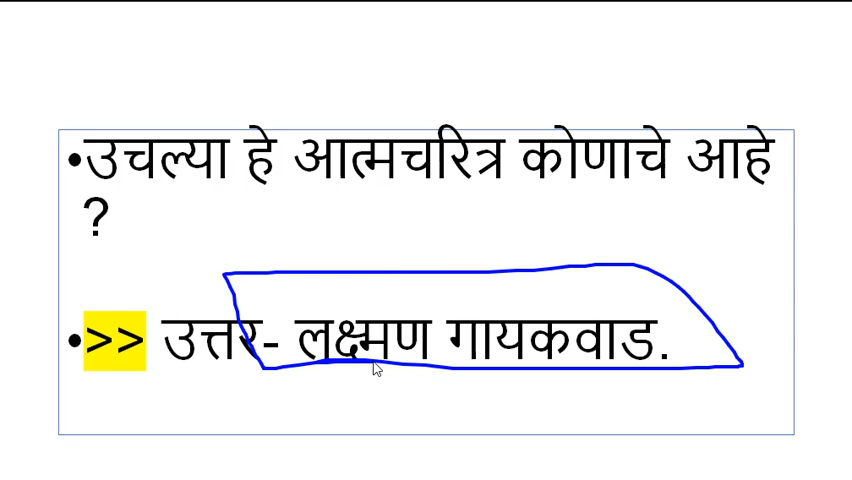 •उचल्या हे आत्मचरित्र कोणाचे आहे
?
•>> उत्तर- लक्ष्मण गायकवाड.